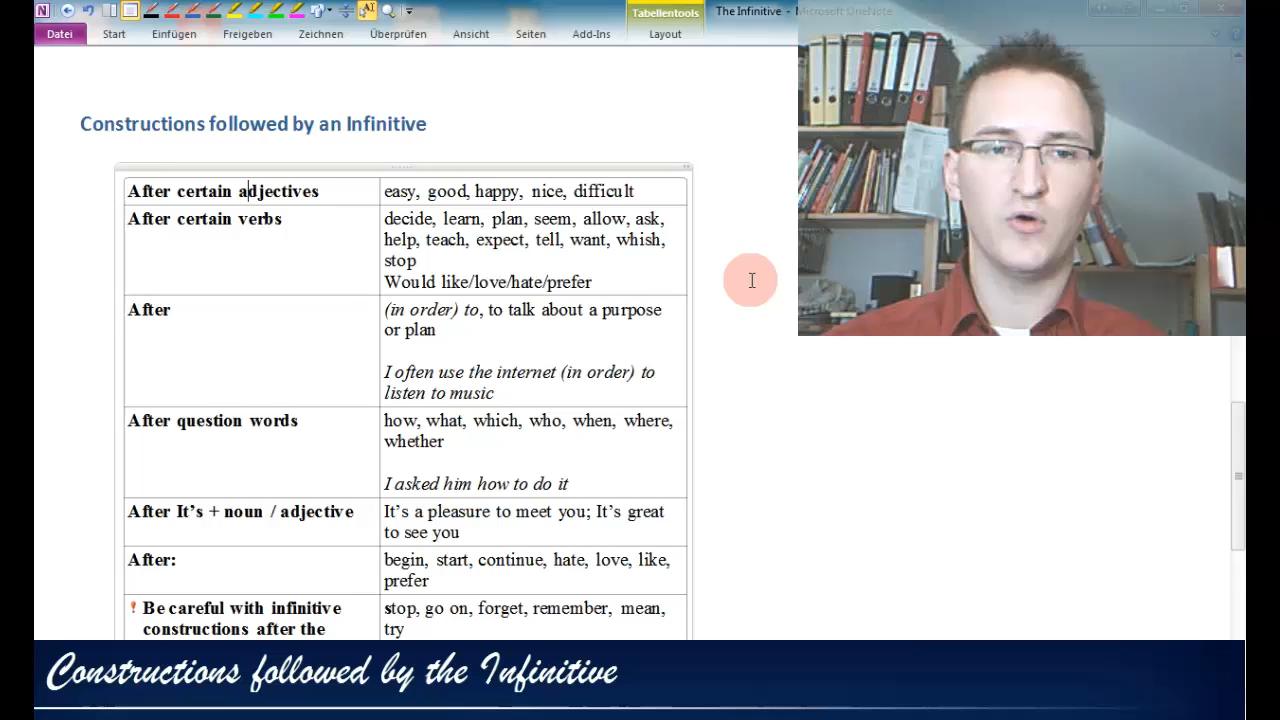 Tabellentools
The Infinitive - Microsoft OneNote
Datei Start Einfügen Freigeben Zeichnen Überprüfen Ansicht Seiten Add-Ins Layout
Constructions followed by an Infinitive
After certain adjectives easy, good, happy, nice, difficult
After certain verbs decide, learn, plan, seem, allow, ask,
help, teach, expect, tell, want, whish,
stop
Would like/love/hate/prefer
After (in order) to, to talk about a purpose
or plan
I often use the internet (in order) to
listen to music
After question words how, what, which, who, when, where,
whether
I asked him how to do it
After It's + noun / adjective It's a pleasure to meet you; It's great
to see you
After: begin, start, continue, hate, love, like,
prefer
! Be careful with infinitive stop, go on, forget, remember, mean,
constructions after the try
Constructions followed by the Infinitive